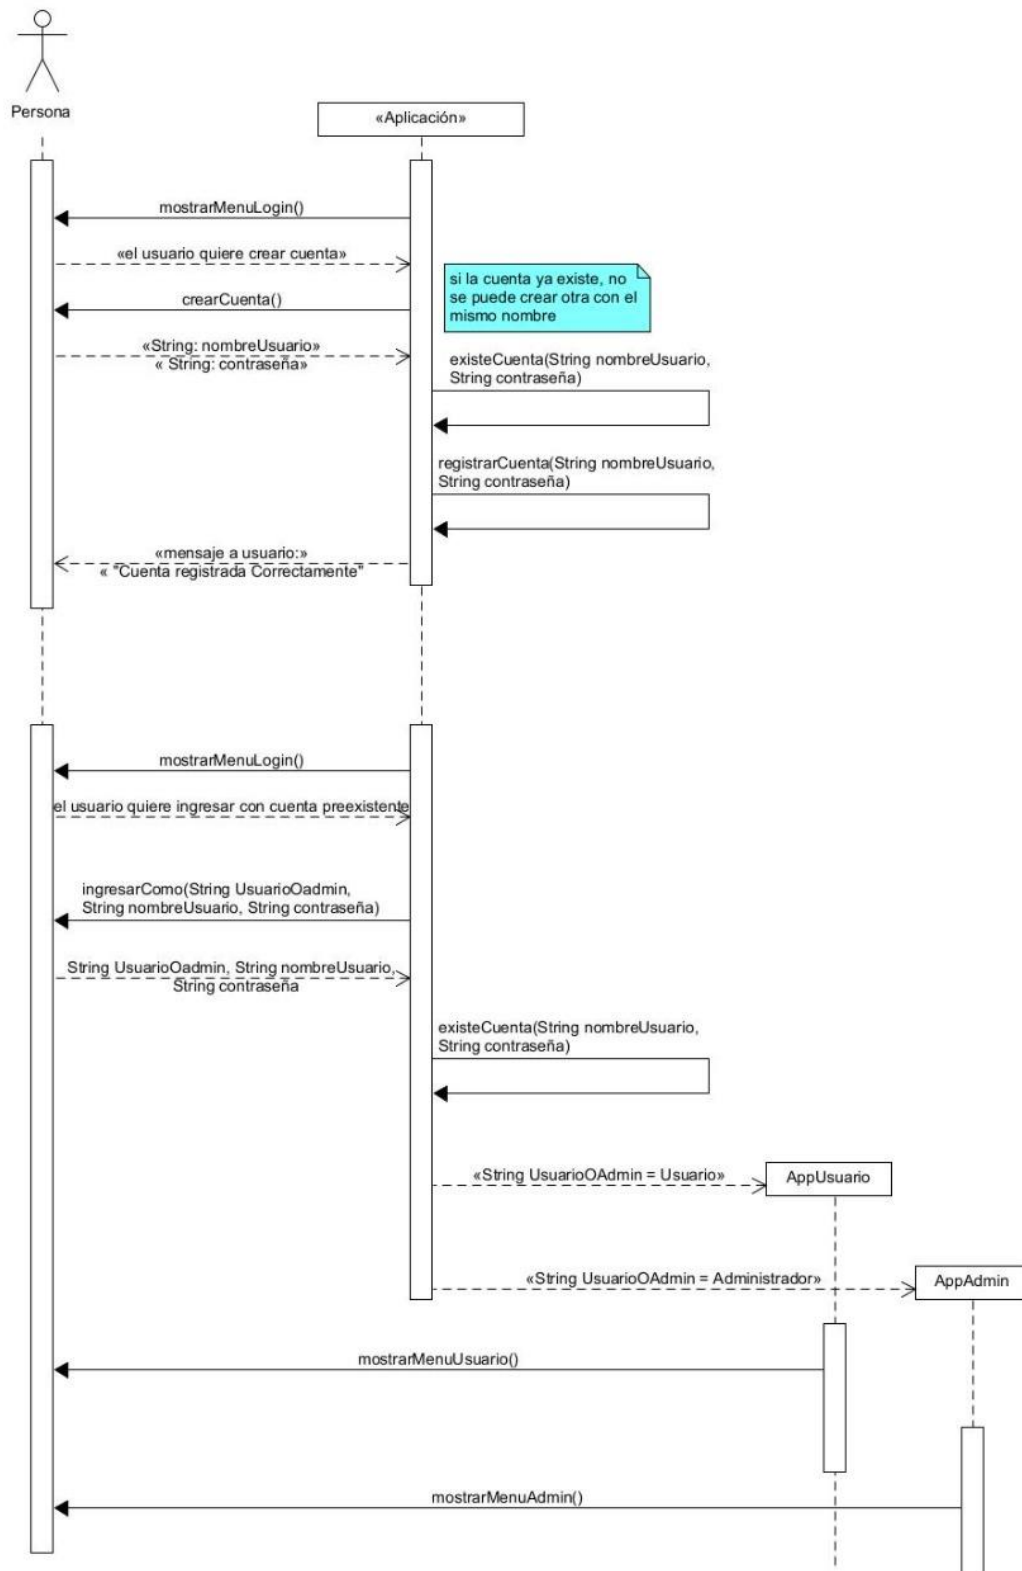 Persona
«Aplicación»
mostrarMenuLogin()
«el usuario quiere crear cuenta»
si la cuenta ya existe, no
se puede crear otra con el
mismo nombre
crearCuenta()
«String: nombreUsuario»
« String: contraseña»
existeCuenta(String nombreUsuario,
String contraseña)
registrarCuenta(String nombreUsuario,
String contraseña)
«mensaje a usuario:»
« "Cuenta registrada Correctamente"
mostrarMenuLogin()
el usuario quiere ingresar con cuenta preexistente
ingresarComo(String UsuarioOadmin,
String nombreUsuario, String contraseña)
String UsuarioOadmin, String nombreUsuario,
String contraseña
existeCuenta(String nombreUsuario,
String contraseña)
«String UsuarioOAdmin = Usuario»
AppUsuario
«String UsuarioOAdmin = Administrador»
AppAdmin
mostrarMenuUsuario()
mostrarMenuAdmin()